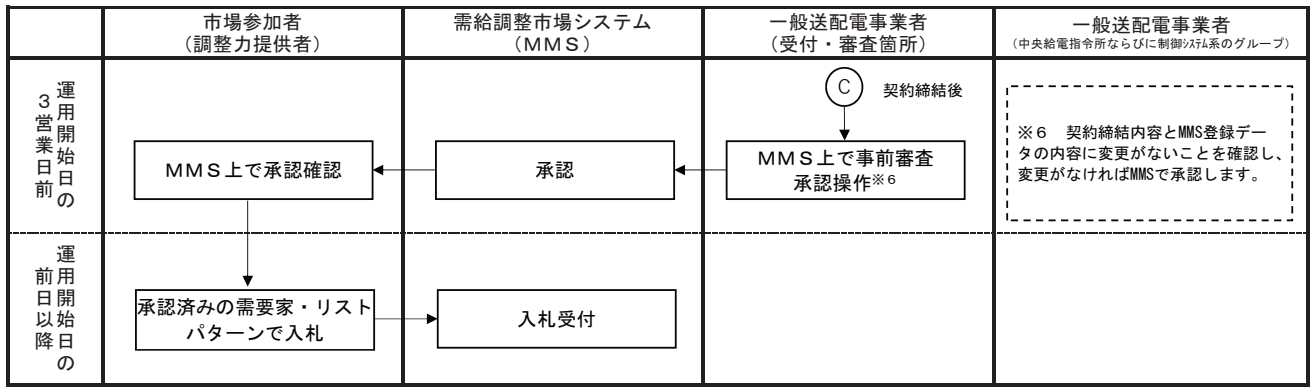 市場参加者
（調整力提供者）
需給調整市場システム
（ＭＭＳ）
一般送配電事業者
（受付・審査箇所）
一般送配電事業者
（中央給電指令所ならびに制御ｼｽﾃﾑ系のグループ）
運用開始日の
３営業日前
Ｃ
契約締結後
ＭＭＳ上で承認確認
承認
ＭＭＳ上で事前審査
承認操作※６
※６　契約締結内容とMMS登録デー
タの内容に変更がないことを確認し、
変更がなければMMSで承認します。
運用開始日の
前日以降
承認済みの需要家・リスト
パターンで入札
入札受付